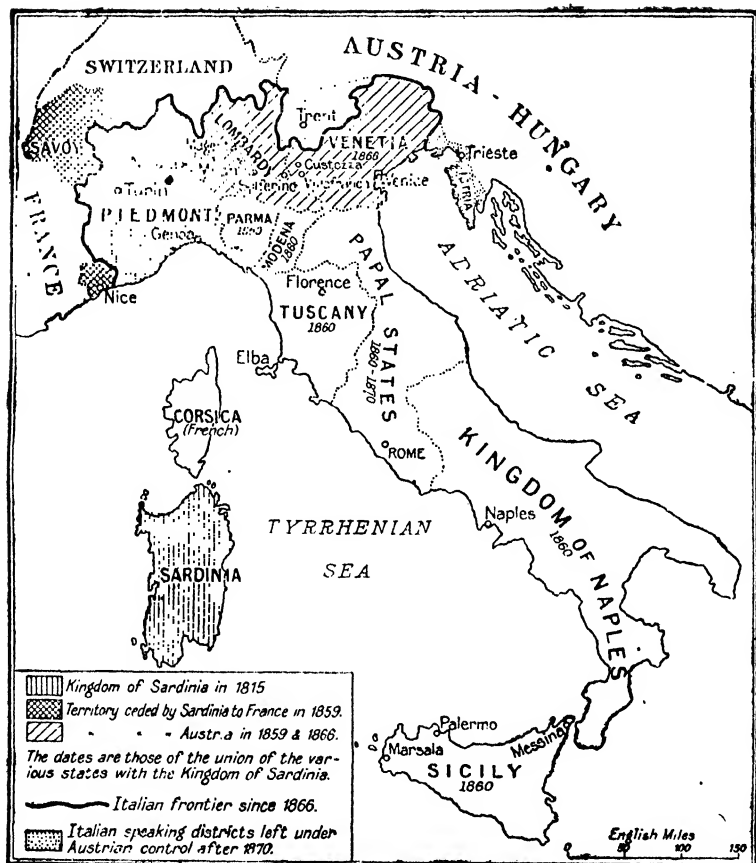 AUSTRIA-HUNGARY
SWITZERLAND
Trent
SAVOY
LOMBARDY
VENETIA
1866
Trieste
Custozza
Venice
ISTRIA
Turin
FRANCE
PIEDMONT
PARMA
1860
MODENA
1860
Genoa
Nice
Florence
TUSCANY
1860
PAPAL STATES
1860-1870
ADRIATIC SEA
Elba
CORSICA
(French)
ROME
KINGDOM OF NAPLES
1860
Naples
TYRRHENIAN
SEA
SARDINIA
Palermo
Messina
Marsala
SICILY
1860
Kingdom of Sardinia in 1815
Territory ceded by Sardinia to France in 1859.
" " " Austria in 1859 & 1866.
The dates are those of the union of the var-
ious states with the Kingdom of Sardinia.
Italian frontier since 1866.
Italian speaking districts left under
Austrian control after 1870.
English Miles
0 50 100 150